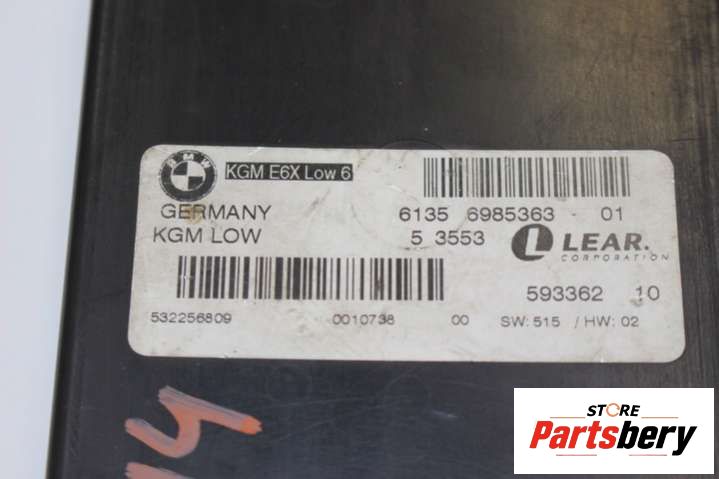 BMW
KGM E6X Low 6
GERMANY
6135 6985363 - 01
KGM LOW
5 3553
L LEAR.
CORPORATION
593362 10
532256809 0010738 00 SW: 515 / HW: 02
14
STORE
Partsbery